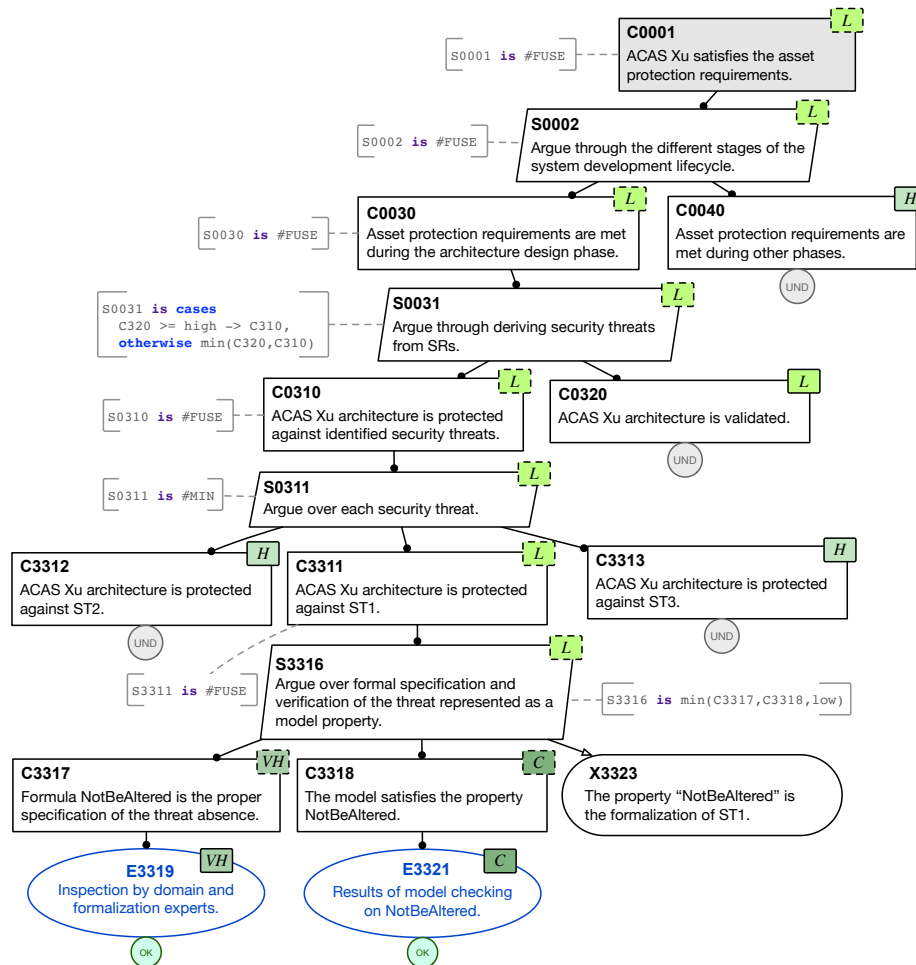 L
C0001
S0001 is #FUSE
ACAS Xu satisfies the asset
protection requirements.
L
S0002
S0002 is #FUSE
Argue through the different stages of the
system development lifecycle.
L
C0030
S0030 is #FUSE
Asset protection requirements are met
during the architecture design phase.
H
C0040
Asset protection requirements are
met during other phases.
UND
L
S0031
S0031 is cases
C320 >= high -> C310,
otherwise min(C320,C310)
Argue through deriving security threats
from SRs.
L
C0310
S0310 is #FUSE
ACAS Xu architecture is protected
against identified security threats.
L
C0320
ACAS Xu architecture is validated.
UND
L
S0311
S0311 is #MIN
Argue over each security threat.
H
C3312
ACAS Xu architecture is protected
against ST2.
UND
L
C3311
ACAS Xu architecture is protected
against ST1.
H
C3313
ACAS Xu architecture is protected
against ST3.
UND
S3311 is #FUSE
L
S3316
Argue over formal specification and
verification of the threat represented as a
model property.
S3316 is min(C3317,C3318,low)
VH
C3317
Formula NotBeAltered is the proper
specification of the threat absence.
C
C3318
The model satisfies the property
NotBeAltered.
X3323
The property “NotBeAltered” is
the formalization of ST1.
VH
E3319
Inspection by domain and
formalization experts.
OK
C
E3321
Results of model checking
on NotBeAltered.
OK